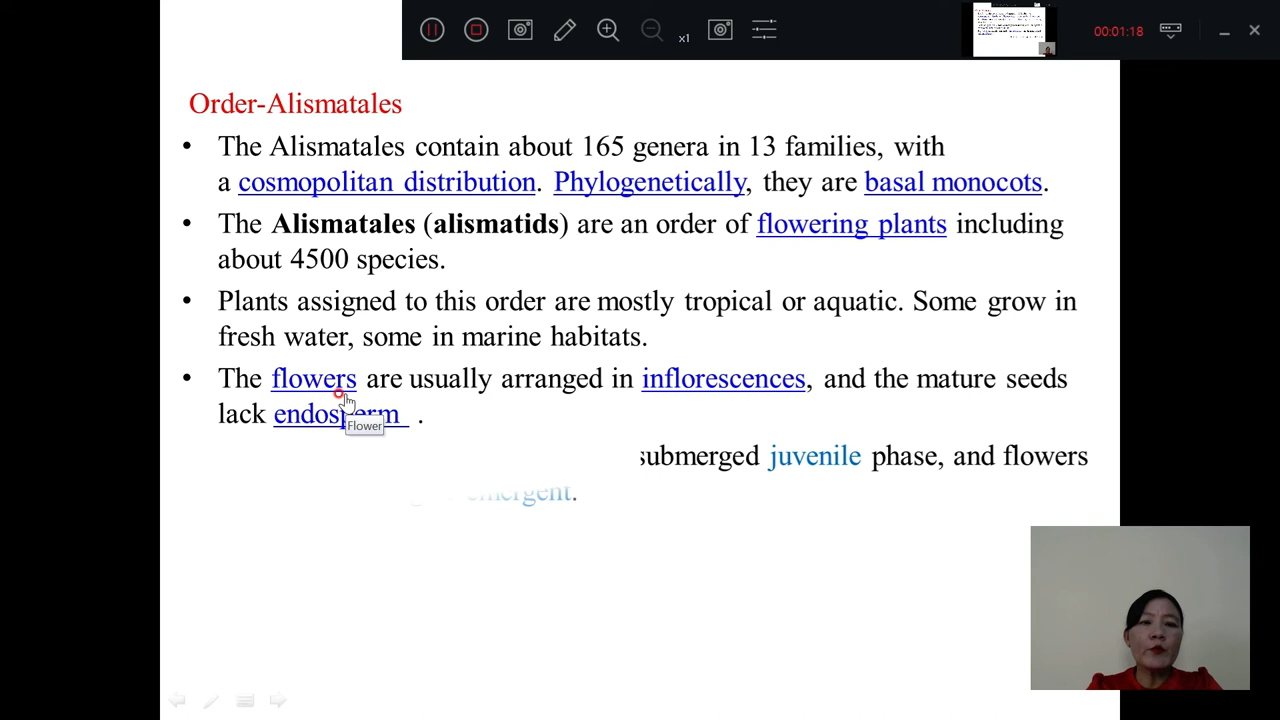 x1
00:01:18
Order-Alismatales
• The Alismatales contain about 165 genera in 13 families, with
a cosmopolitan distribution. Phylogenetically, they are basal monocots.
• The Alismatales (alismatids) are an order of flowering plants including
about 4500 species.
• Plants assigned to this order are mostly tropical or aquatic. Some grow in
fresh water, some in marine habitats.
• The flowers are usually arranged in inflorescences, and the mature seeds
lack endosperm .
Flower
submerged juvenile phase, and flowers
emergent.